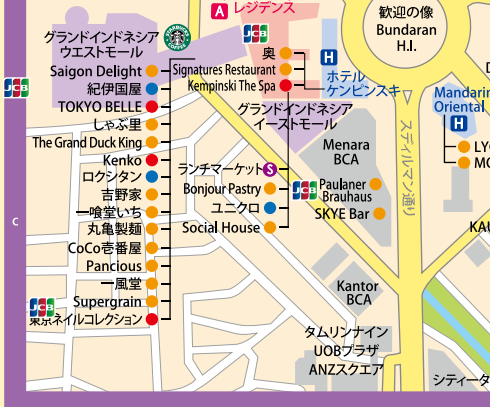 A レジデンス
グランドインドネシア
ウエストモール
STARBUCKS
COFFEE
JCB
Saigon Delight
紀伊国屋
TOKYO BELLE
しゃぶ里
The Grand Duck King
Kenko
ロクシタン
吉野家
一喰堂いち
丸亀製麺
CoCo壱番屋
Pancious
一風堂
Supergrain
東京ネイルコレクション
JCB
C
JCB
奥
Signatures Restaurant
Kempinski The Spa
H
ホテル
ケンピンスキ
グランドインドネシア
イーストモール
ランチマーケット S
Bonjour Pastry
ユニクロ
Social House
JCB
歓迎の像
Bundaran
H.I.
Mandarin
Oriental
H
LY
MO
スディルマン通り
Menara
BCA
Paulaner
Brauhaus
SKYE Bar
KAU
Kantor
BCA
タムリンナイン
UOBプラザ
ANZスクエア
シティータ